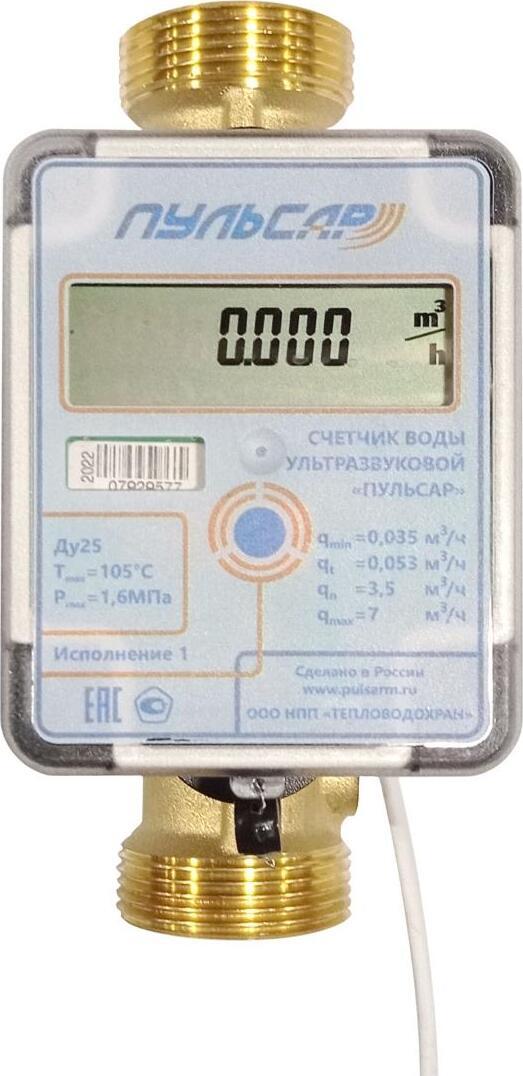 ПУЛЬСАР
0.000 m³/h
2022
07929577
СЧЕТЧИК ВОДЫ
УЛЬТРАЗВУКОВОЙ
«ПУЛЬСАР»
Ду25
Tmax=105°C
Pmax=1,6МПа
qmin=0,035 м³/ч
qt=0,053 м³/ч
qn=3,5 м³/ч
qmax=7 м³/ч
Исполнение 1
ЕАС
Сделано в России
www.pulsarm.ru
ООО НПП «ТЕПЛОВОДОХРАН»